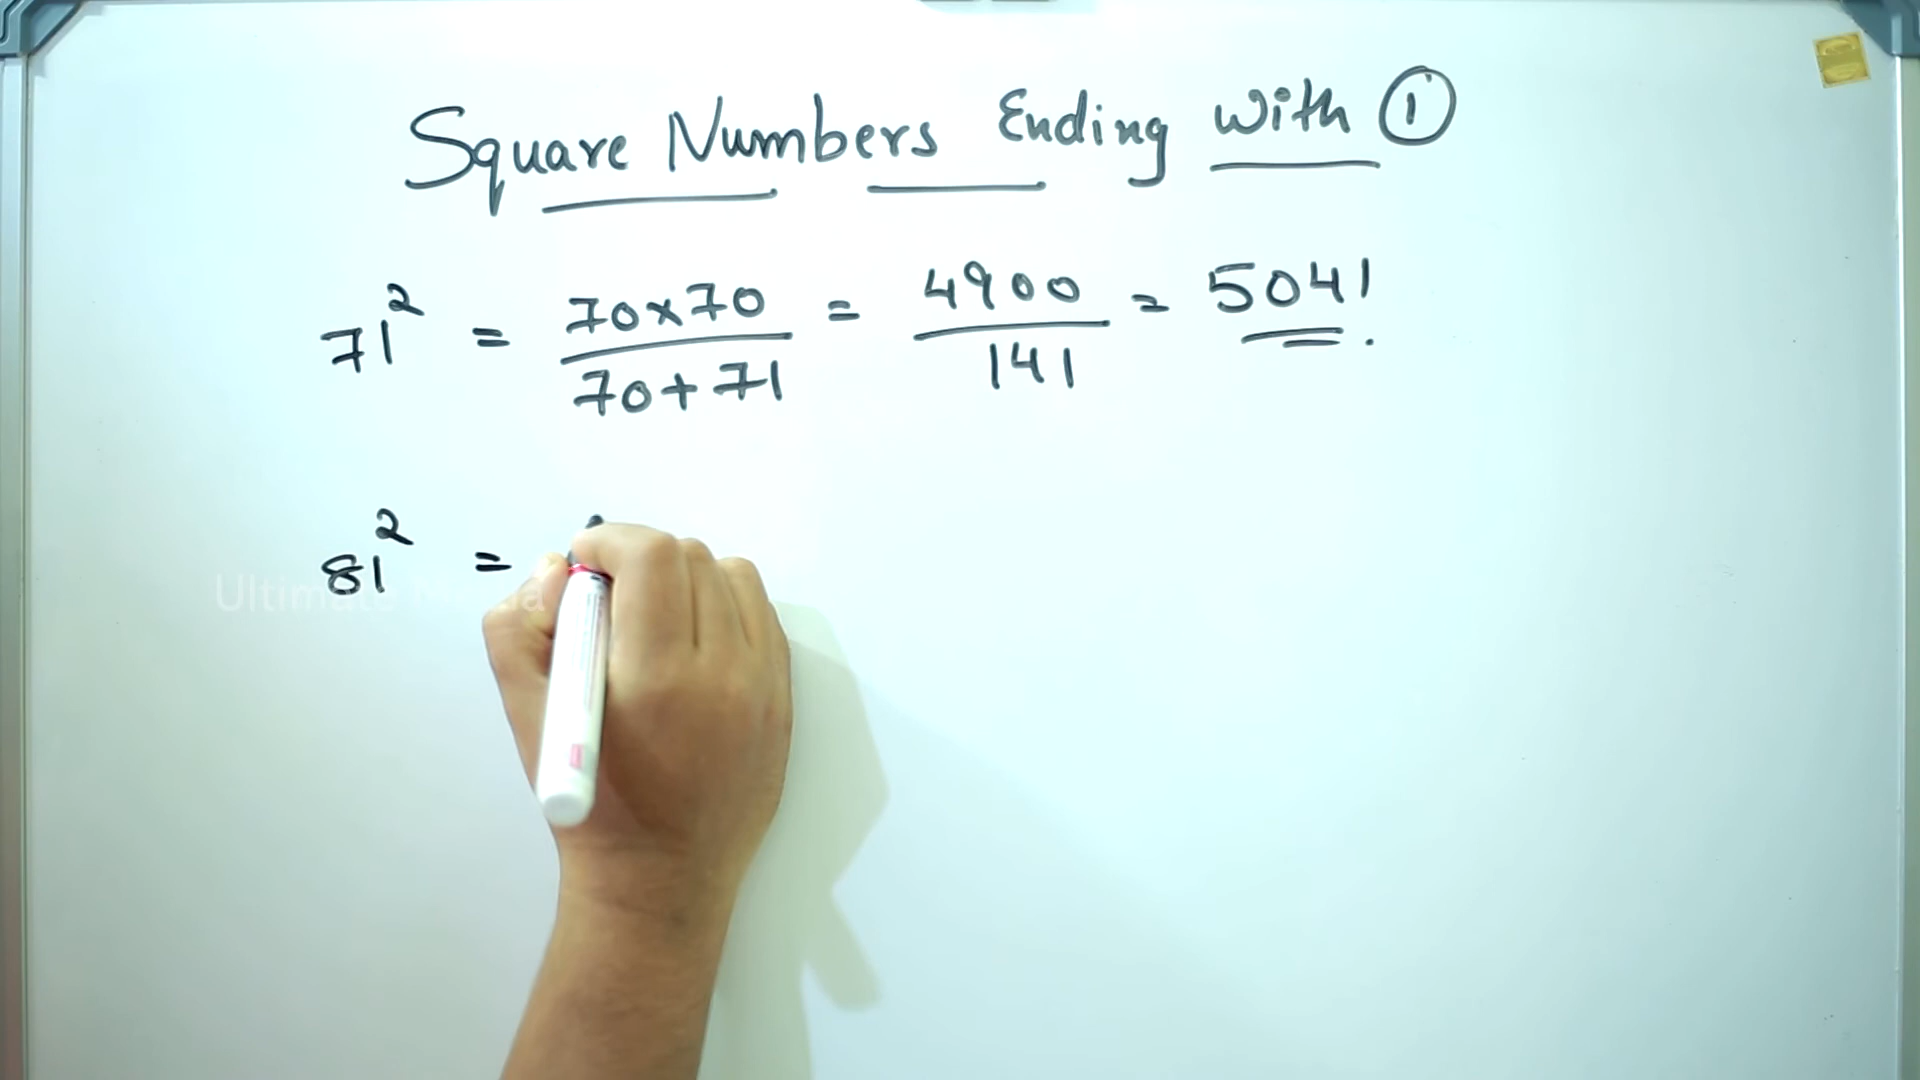 Square Numbers Ending with 1
71² = 70×70 / 70+71 = 4900 / 141 = 5041.
81² =
Ultimate